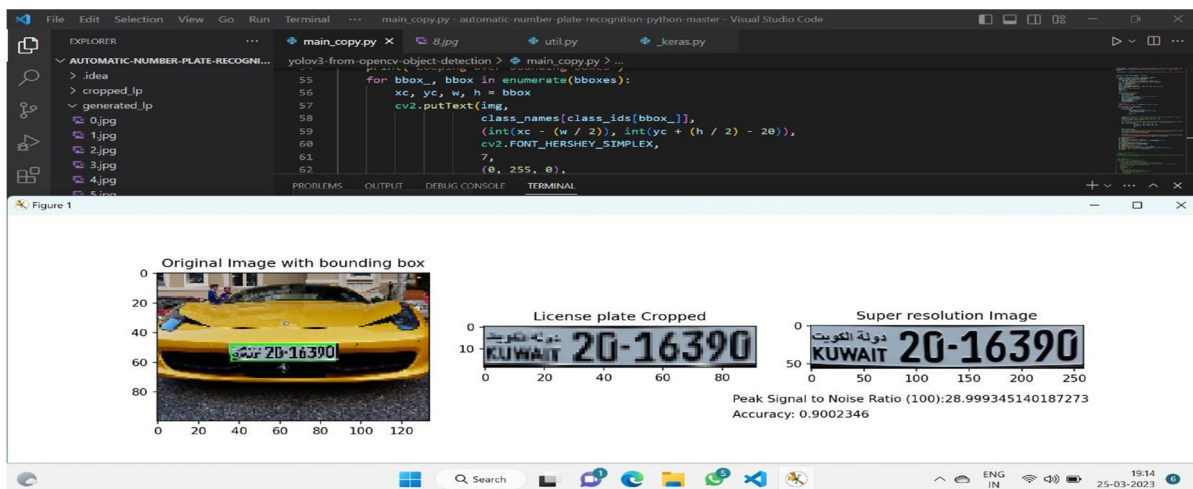 File Edit Selection View Go Run Terminal ··· main_copy.py - automatic-number-plate-recognition-python-master - Visual Studio Code
EXPLORER ··· main_copy.py × 8.jpg util.py _keras.py
AUTOMATIC-NUMBER-PLATE-RECOGNI... yolov3-from-opencv-object-detection > main_copy.py > ...
> .idea
> cropped_lp
generated_lp
0.jpg
1.jpg
2.jpg
3.jpg
4.jpg
5.jpg
55 for bbox_, bbox in enumerate(bboxes):
56 xc, yc, w, h = bbox
57 cv2.putText(img,
58 class_names[class_ids[bbox_]],
59 (int(xc - (w / 2)), int(yc + (h / 2) - 20)),
60 cv2.FONT_HERSHEY_SIMPLEX,
61 7,
62 (0, 255, 0),
PROBLEMS OUTPUT DEBUG CONSOLE TERMINAL
Figure 1
Original Image with bounding box
0
20
40
60
80
0 20 40 60 80 100 120
20-16390
License plate Cropped
0
10
KUWAIT 20-16390
0 20 40 60 80
Super resolution Image
0
50
دولة الكويت
KUWAIT 20-16390
0 50 100 150 200 250
Peak Signal to Noise Ratio (100):28.999345140187273
Accuracy: 0.9002346
Search
1
5
ENG
IN
19:14
25-03-2023
6